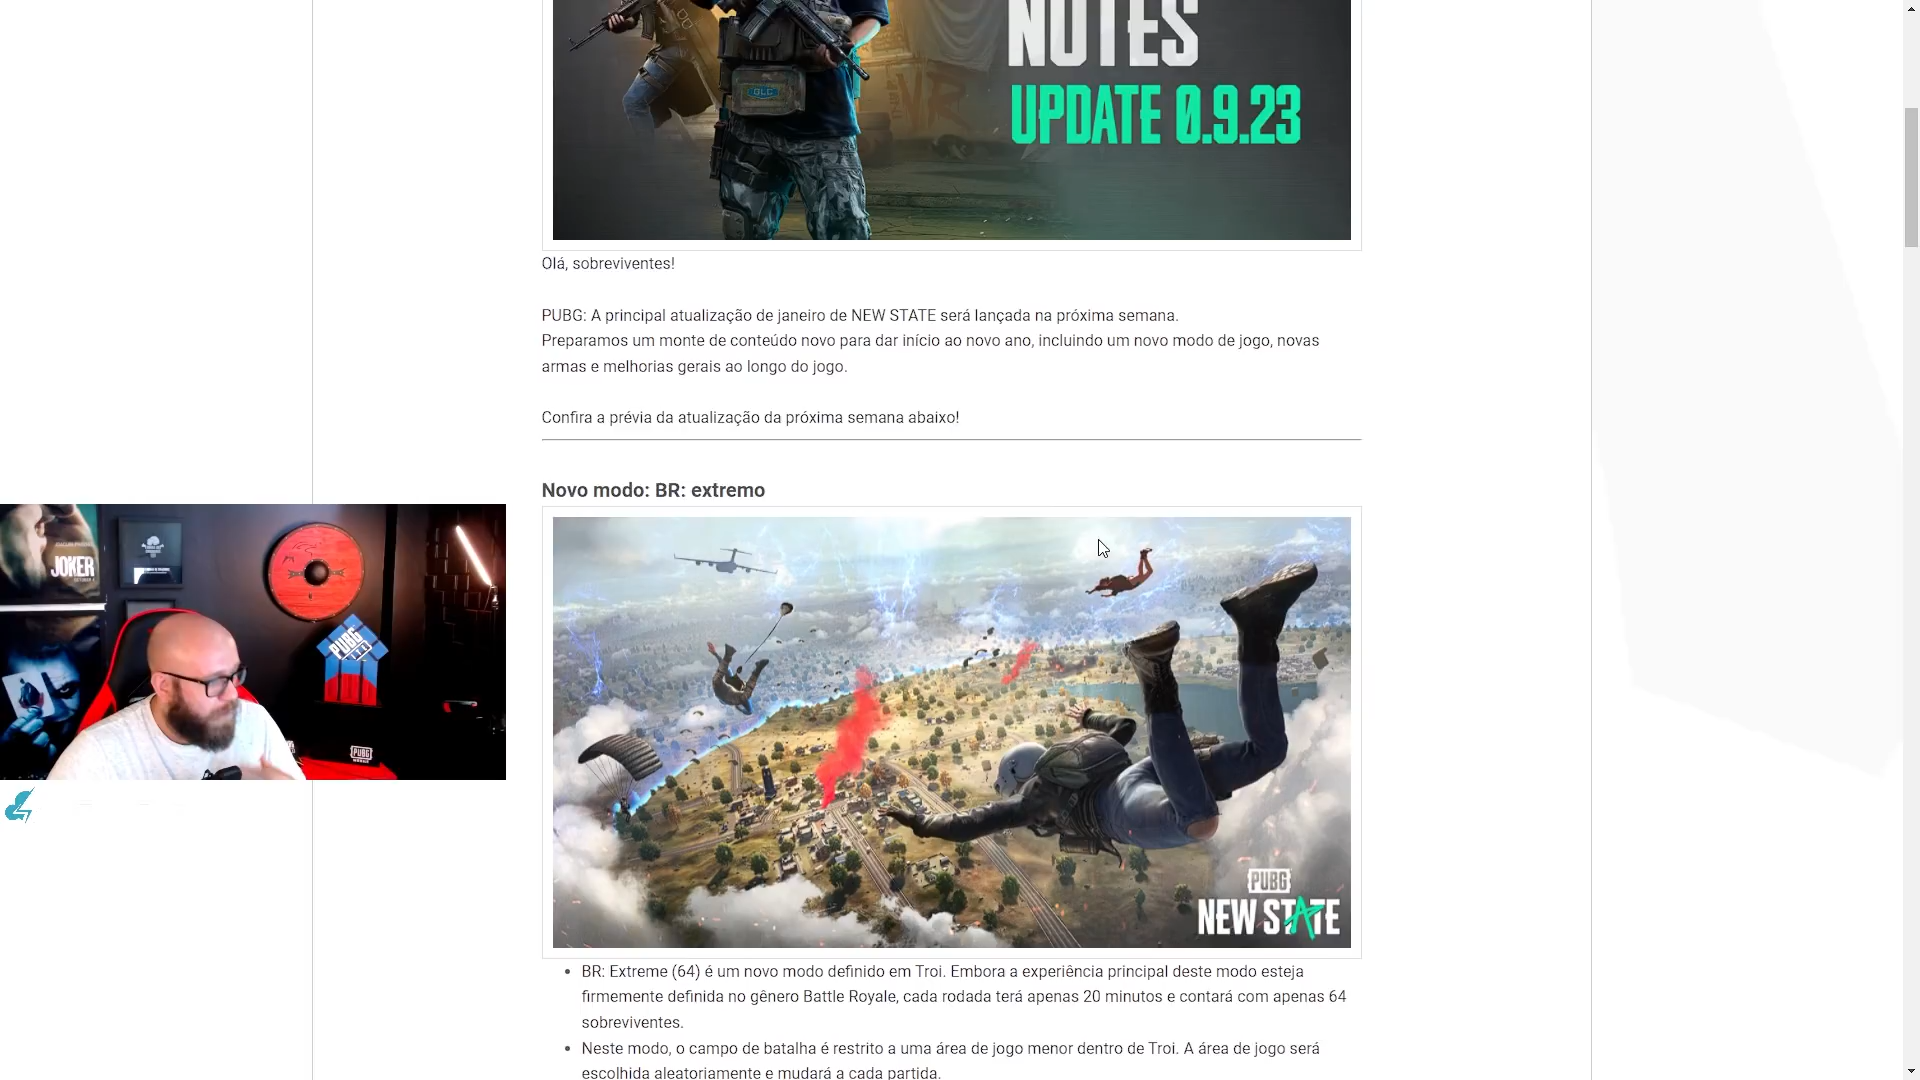 NOTES
UPDATE 0.9.23
GLC
Olá, sobreviventes!
PUBG: A principal atualização de janeiro de NEW STATE será lançada na próxima semana.
Preparamos um monte de conteúdo novo para dar início ao novo ano, incluindo um novo modo de jogo, novas
armas e melhorias gerais ao longo do jogo.
Confira a prévia da atualização da próxima semana abaixo!
Novo modo: BR: extremo
JOKER
PUBG
PUBG
PUBG
NEW STATE
BR: Extreme (64) é um novo modo definido em Troi. Embora a experiência principal deste modo esteja
firmemente definida no gênero Battle Royale, cada rodada terá apenas 20 minutos e contará com apenas 64
sobreviventes.
Neste modo, o campo de batalha é restrito a uma área de jogo menor dentro de Troi. A área de jogo será
escolhida aleatoriamente e mudará a cada partida.